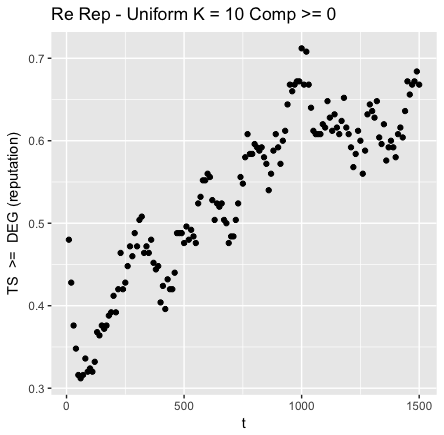 Re Rep - Uniform K = 10 Comp >= 0
TS >= DEG (reputation)
0.7
0.6
0.5
0.4
0.3
0 500 1000 1500
t